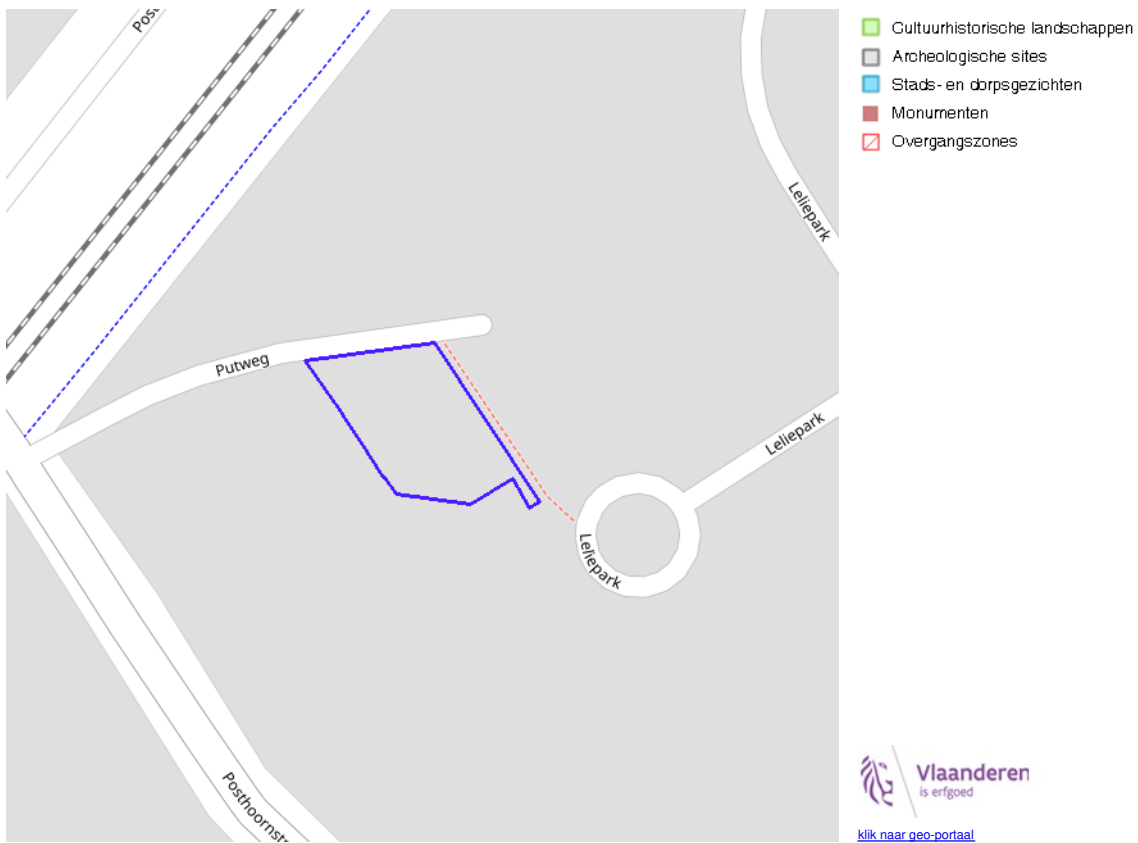 Cultuurhistorische landschappen
Archeologische sites
Stads- en dorpsgezichten
Monumenten
Overgangszones
Leliepark
Putweg
Leliepark
Leliepark
Vlaanderen
is erfgoed
klik naar geo-portaal